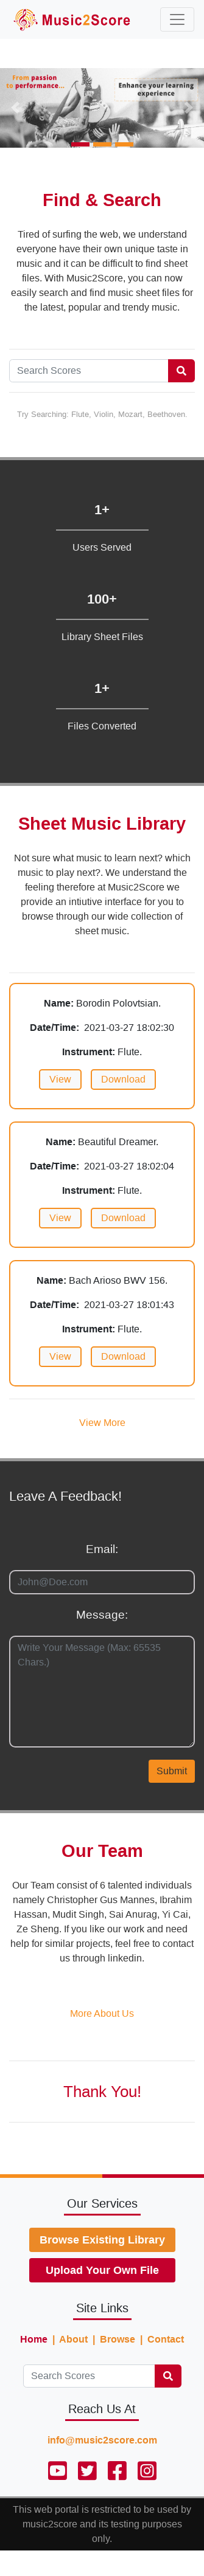 Music2Score
From passion
to performance...
Enhance your learning
experience
Find & Search
Tired of surfing the web, we understand
everyone have their own unique taste in
music and it can be difficult to find sheet
files. With Music2Score, you can now
easily search and find music sheet files for
the latest, popular and trendy music.
Search Scores
Try Searching: Flute, Violin, Mozart, Beethoven.
1+
Users Served
100+
Library Sheet Files
1+
Files Converted
Sheet Music Library
Not sure what music to learn next? which
music to play next?. We understand the
feeling therefore at Music2Score we
provide an intiutive interface for you to
browse through our wide collection of
sheet music.
Name: Borodin Polovtsian.
Date/Time: 2021-03-27 18:02:30
Instrument: Flute.
View Download
Name: Beautiful Dreamer.
Date/Time: 2021-03-27 18:02:04
Instrument: Flute.
View Download
Name: Bach Arioso BWV 156.
Date/Time: 2021-03-27 18:01:43
Instrument: Flute.
View Download
View More
Leave A Feedback!
Email:
John@Doe.com
Message:
Write Your Message (Max: 65535
Chars.)
Submit
Our Team
Our Team consist of 6 talented individuals
namely Christopher Gus Mannes, Ibrahim
Hassan, Mudit Singh, Sai Anurag, Yi Cai,
Ze Sheng. If you like our work and need
help for similar projects, feel free to contact
us through linkedin.
More About Us
Thank You!
Our Services
Browse Existing Library
Upload Your Own File
Site Links
Home | About | Browse | Contact
Search Scores
Reach Us At
info@music2score.com
This web portal is restricted to be used by
music2score and its testing purposes
only.